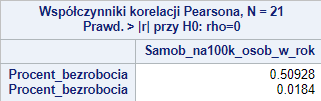 Współczynniki korelacji Pearsona, N = 21
Prawd. > |r| przy H0: rho=0
Samob_na100k_osob_w_rok
Procent_bezrobocia 0.50928
Procent_bezrobocia 0.0184